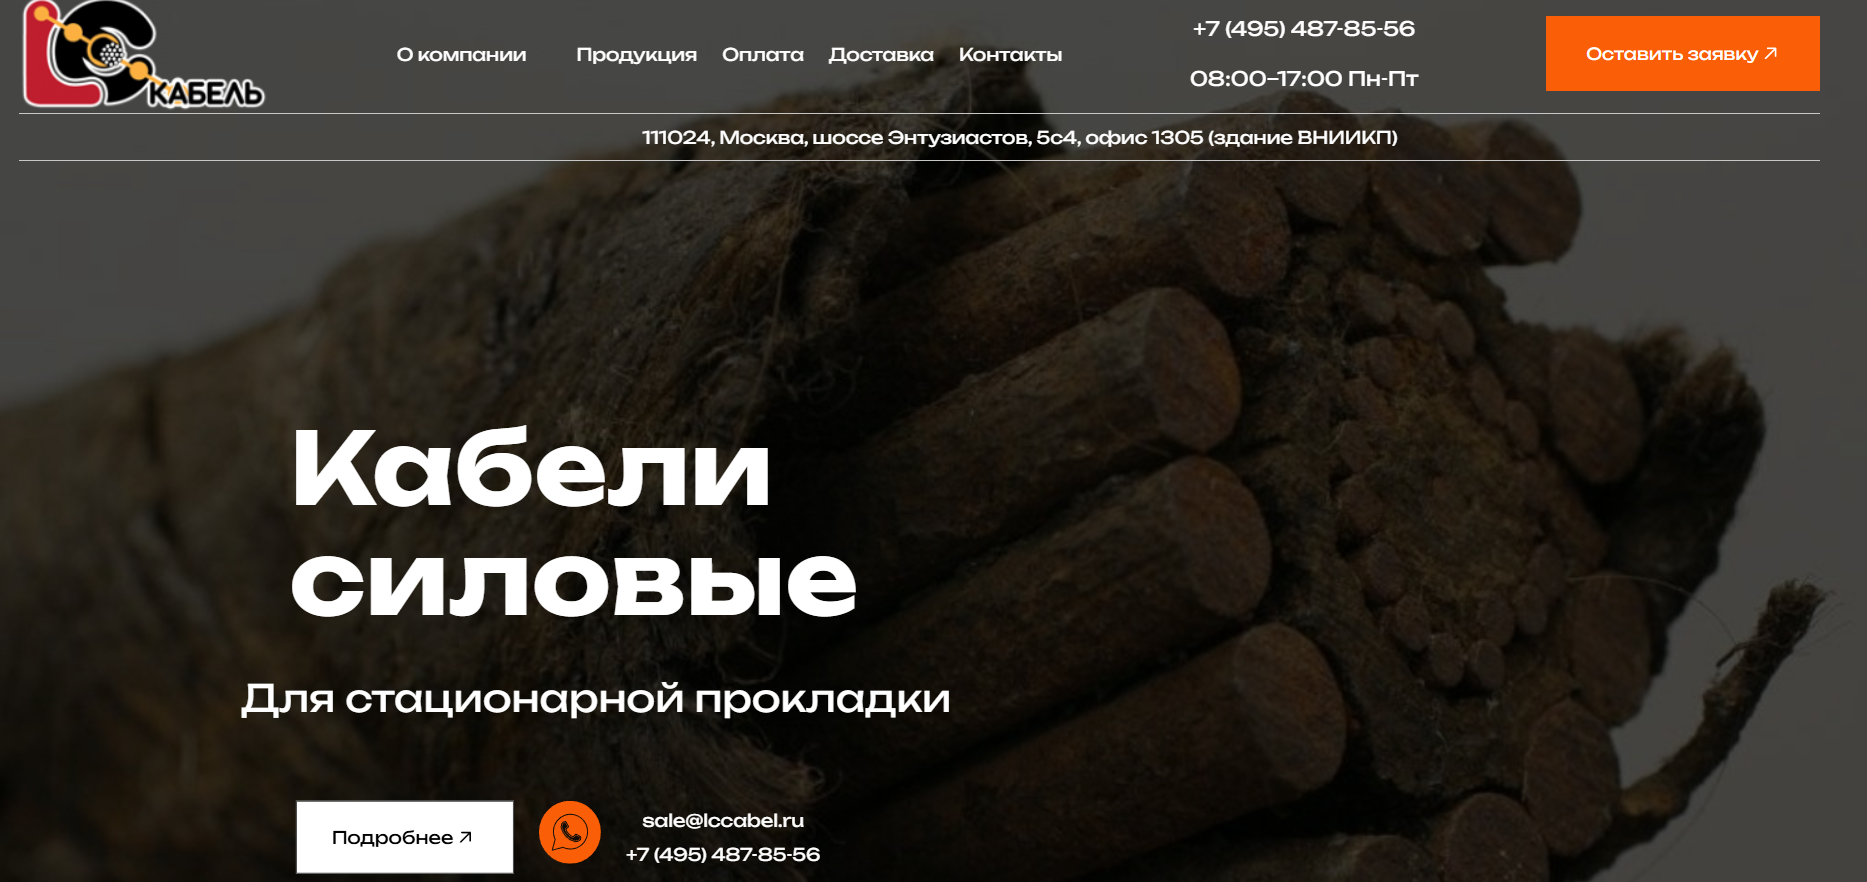 КАБЕЛЬ
О компании Продукция Оплата Доставка Контакты
+7 (495) 487-85-56
08:00–17:00 Пн-Пт
Оставить заявку
111024, Москва, шоссе Энтузиастов, 5с4, офис 1305 (здание ВНИИКП)
Кабели
силовые
Для стационарной прокладки
Подробнее
sale@lccabel.ru
+7 (495) 487-85-56